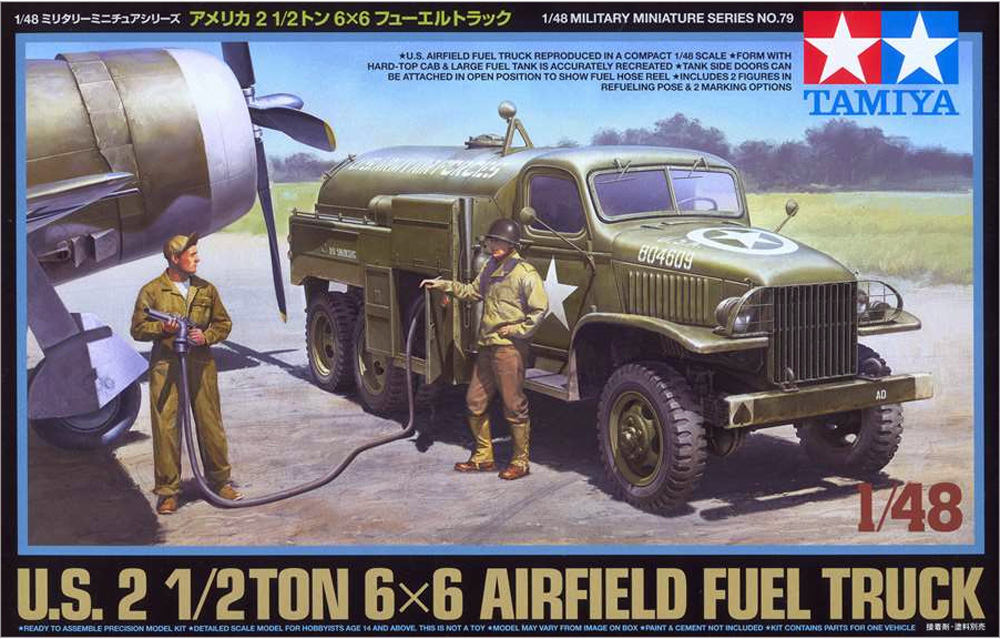 1/48 ミリタリーミニチュアシリーズ アメリカ 2 1/2トン 6×6 フューエルトラック
1/48 MILITARY MINIATURE SERIES NO.79
★U.S. AIRFIELD FUEL TRUCK REPRODUCED IN A COMPACT 1/48 SCALE ★FORM WITH
HARD-TOP CAB & LARGE FUEL TANK IS ACCURATELY RECREATED ★TANK SIDE DOORS CAN
BE ATTACHED IN OPEN POSITION TO SHOW FUEL HOSE REEL ★INCLUDES 2 FIGURES IN
REFUELING POSE & 2 MARKING OPTIONS
TAMIYA
FORCES
NO SMOKING
804609
AD
1/48
U.S. 2 1/2TON 6×6 AIRFIELD FUEL TRUCK
★READY TO ASSEMBLE PRECISION MODEL KIT ★DETAILED SCALE MODEL FOR HOBBYISTS AGE 14 AND ABOVE. THIS IS NOT A TOY ★MODEL MAY VARY FROM IMAGE ON BOX ★PAINT & CEMENT NOT INCLUDED ★KIT CONTAINS PARTS FOR ONE VEHICLE 接着剤・塗料別売